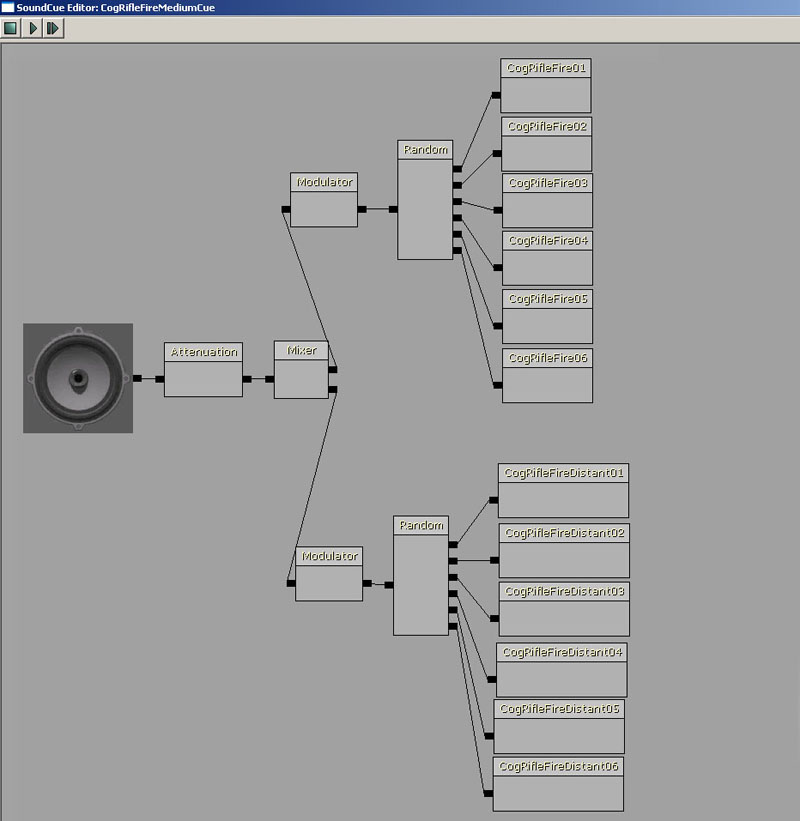 SoundCue Editor: CogRifleFireMediumCue
CogRifleFire01
CogRifleFire02
Random
Modulator
CogRifleFire03
CogRifleFire04
CogRifleFire05
Attenuation
Mixer
CogRifleFire06
CogRifleFireDistant01
Random
CogRifleFireDistant02
Modulator
CogRifleFireDistant03
CogRifleFireDistant04
CogRifleFireDistant05
CogRifleFireDistant06